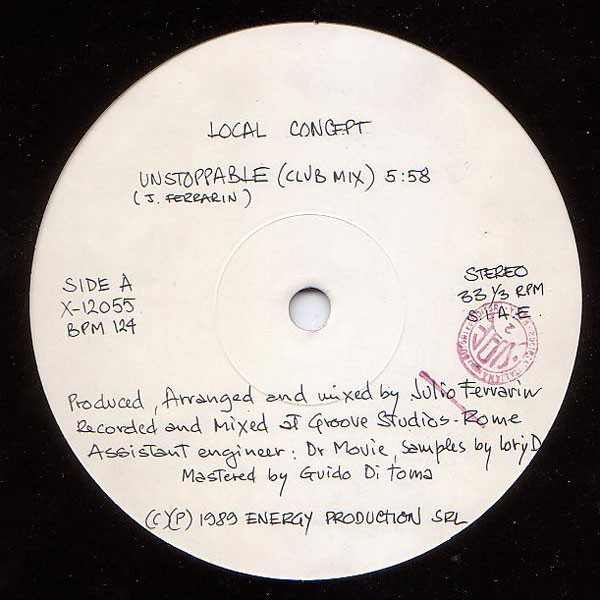 LOCAL CONCEPT
UNSTOPPABLE (CLUB MIX) 5:58
(J. FERRARIN)
SIDE A
X-12055
BPM 124
STEREO
33 1/3 RPM
S.I.A.E.
Produced, Arranged and mixed by Julio Ferrarin
Recorded and Mixed at Groove Studios - Rome
Assistant engineer: Dr Movie, samples by Lory D
Mastered by Guido Di Toma
(C)(P) 1989 ENERGY PRODUCTION SRL